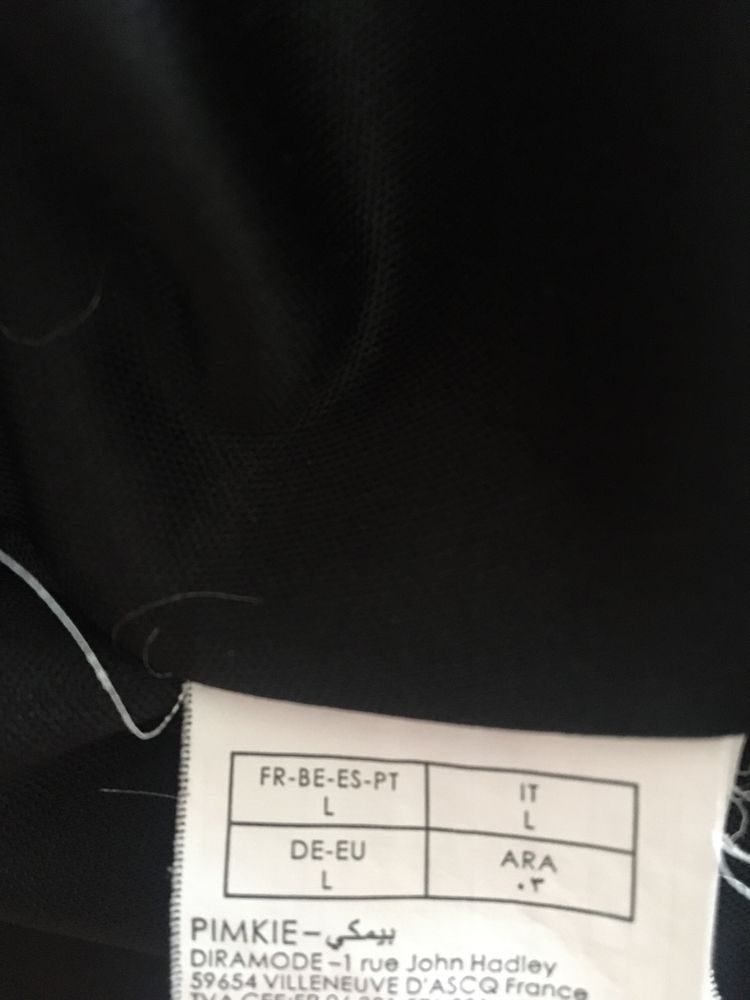 FR-BE-ES-PT IT
L L
DE-EU ARA
L ٠٣
PIMKIE-بيمكي
DIRAMODE -1 rue John Hadley
59654 VILLENEUVE D'ASCQ France